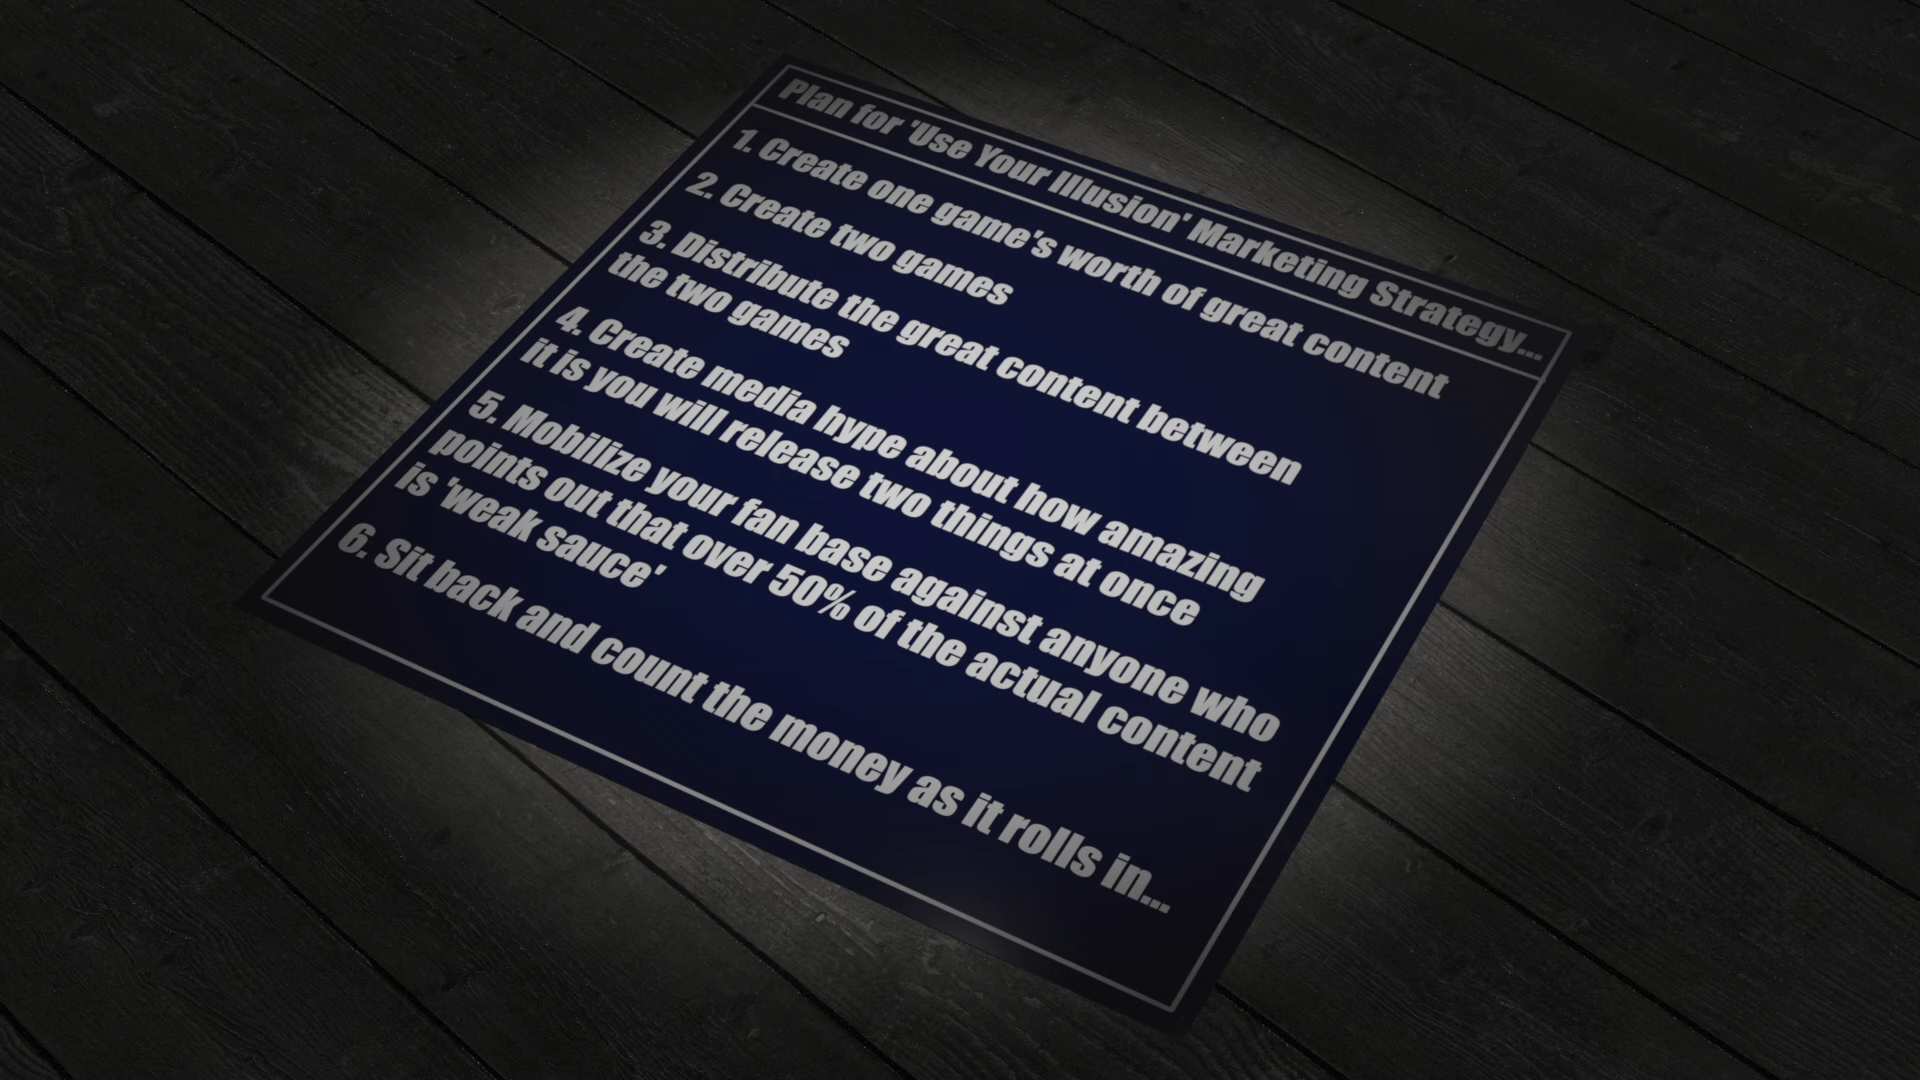 Plan for 'Use Your Illusion' Marketing Strategy...
1. Create one game's worth of great content
2. Create two games
3. Distribute the great content between
the two games
4. Create media hype about how amazing
it is you will release two things at once
5. Mobilize your fan base against anyone who
points out that over 50% of the actual content
is 'weak sauce'
6. Sit back and count the money as it rolls in...